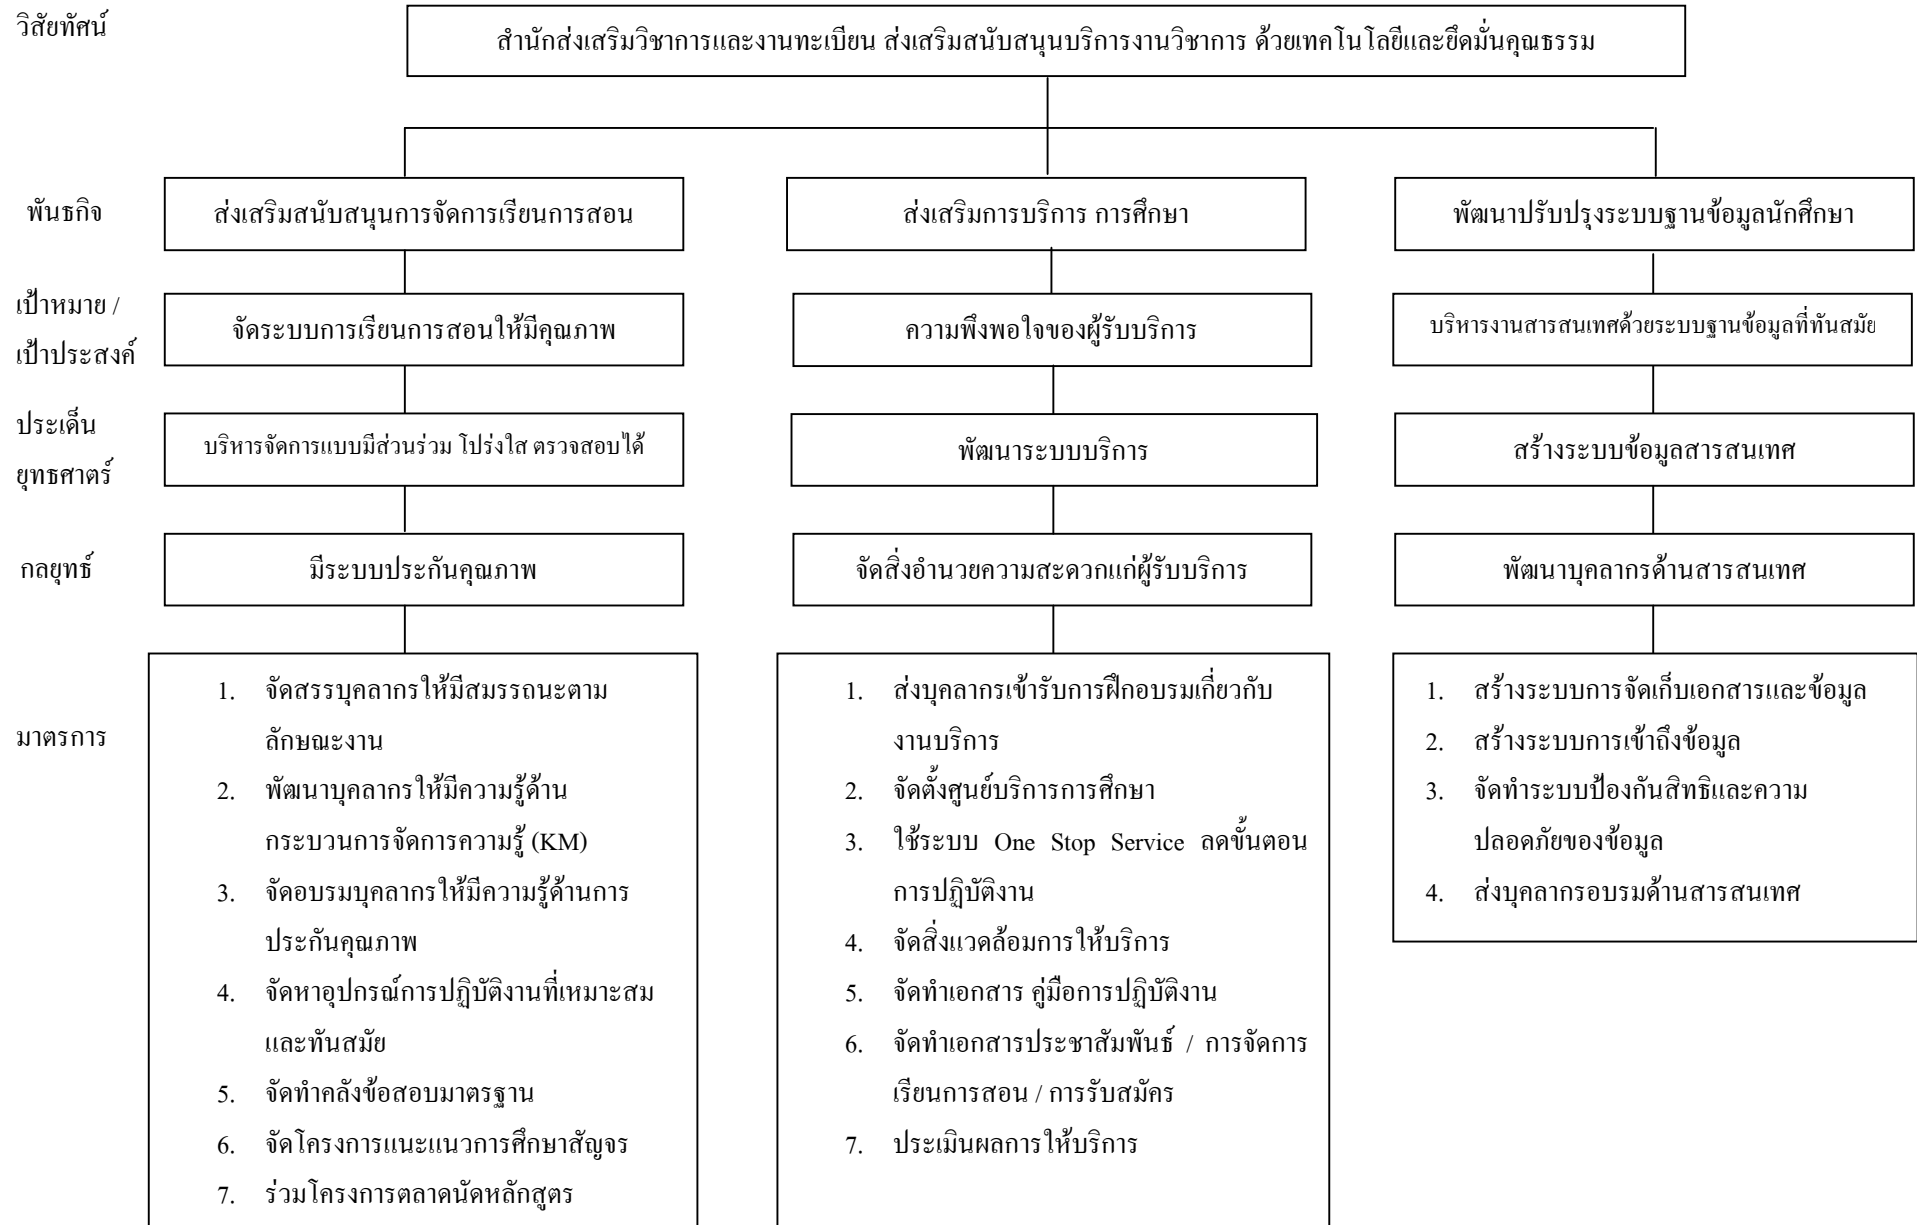 วิสัยทัศน์
สำนักส่งเสริมวิชาการและงานทะเบียน ส่งเสริมสนับสนุนบริการงานวิชาการ ด้วยเทคโนโลยีและยึดมั่นคุณธรรม
พันธกิจ
ส่งเสริมสนับสนุนการจัดการเรียนการสอน
ส่งเสริมการบริการ การศึกษา
พัฒนาปรับปรุงระบบฐานข้อมูลนักศึกษา
เป้าหมาย /
เป้าประสงค์
จัดระบบการเรียนการสอนให้มีคุณภาพ
ความพึงพอใจของผู้รับบริการ
บริหารงานสารสนเทศด้วยระบบฐานข้อมูลที่ทันสมัย
ประเด็น
ยุทธศาตร์
บริหารจัดการแบบมีส่วนร่วม โปร่งใส ตรวจสอบได้
พัฒนาระบบบริการ
สร้างระบบข้อมูลสารสนเทศ
กลยุทธ์
มีระบบประกันคุณภาพ
จัดสิ่งอำนวยความสะดวกแก่ผู้รับบริการ
พัฒนาบุคลากรด้านสารสนเทศ
มาตรการ
1. จัดสรรบุคลากรให้มีสมรรถนะตาม
ลักษณะงาน
2. พัฒนาบุคลากรให้มีความรู้ด้าน
กระบวนการจัดการความรู้ (KM)
3. จัดอบรมบุคลากรให้มีความรู้ด้านการ
ประกันคุณภาพ
4. จัดหาอุปกรณ์การปฏิบัติงานที่เหมาะสม
และทันสมัย
5. จัดทำคลังข้อสอบมาตรฐาน
6. จัดโครงการแนะแนวการศึกษาสัญจร
7. ร่วมโครงการตลาดนัดหลักสูตร
1. ส่งบุคลากรเข้ารับการฝึกอบรมเกี่ยวกับ
งานบริการ
2. จัดตั้งศูนย์บริการการศึกษา
3. ใช้ระบบ One Stop Service ลดขั้นตอน
การปฏิบัติงาน
4. จัดสิ่งแวดล้อมการให้บริการ
5. จัดทำเอกสาร คู่มือการปฏิบัติงาน
6. จัดทำเอกสารประชาสัมพันธ์ / การจัดการ
เรียนการสอน / การรับสมัคร
7. ประเมินผลการให้บริการ
1. สร้างระบบการจัดเก็บเอกสารและข้อมูล
2. สร้างระบบการเข้าถึงข้อมูล
3. จัดทำระบบป้องกันสิทธิและความ
ปลอดภัยของข้อมูล
4. ส่งบุคลากรอบรมด้านสารสนเทศ